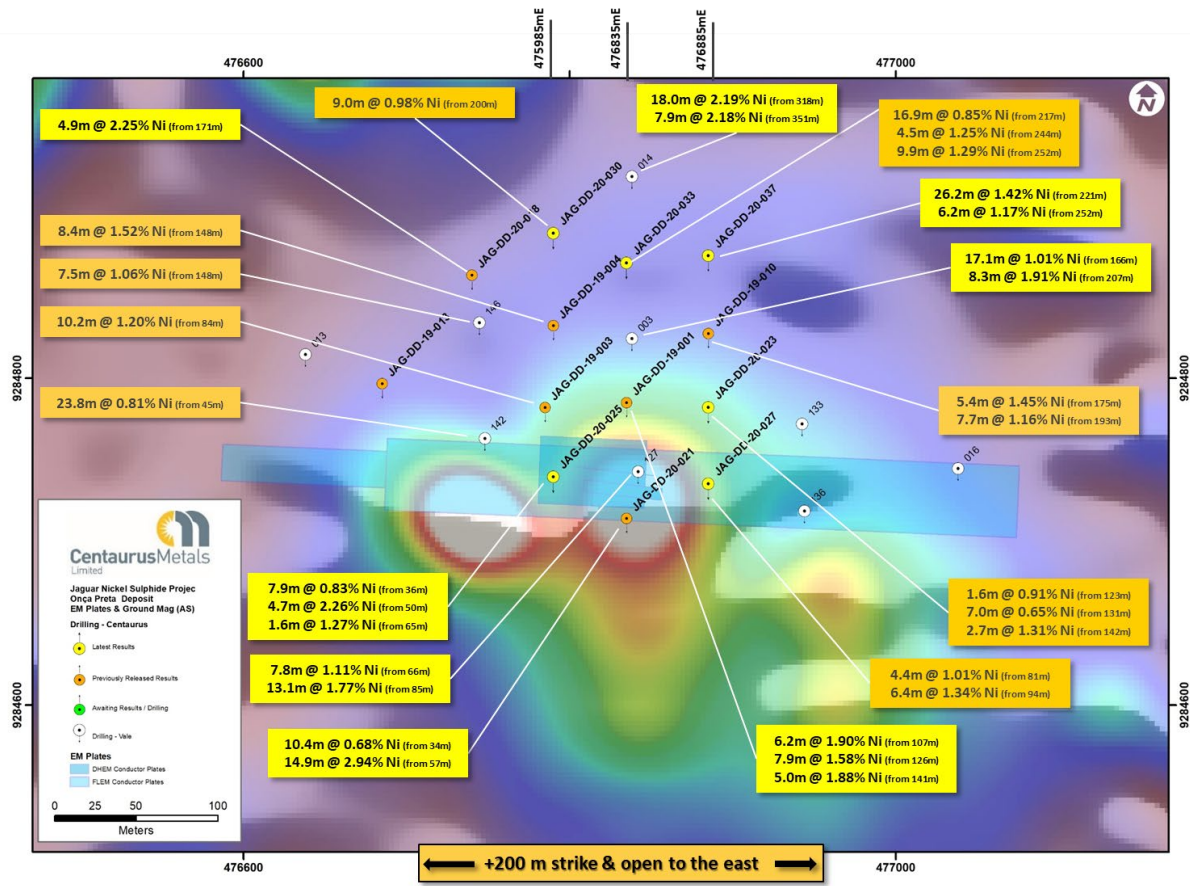 475985mE
476835mE
476885mE
476600
477000
9.0m @ 0.98% Ni (from 200m)
18.0m @ 2.19% Ni (from 318m)
7.9m @ 2.18% Ni (from 351m)
4.9m @ 2.25% Ni (from 171m)
16.9m @ 0.85% Ni (from 217m)
4.5m @ 1.25% Ni (from 244m)
9.9m @ 1.29% Ni (from 252m)
N
014
JAG-DD-20-030
JAG-DD-20-018
JAG-DD-20-033
JAG-DD-20-037
26.2m @ 1.42% Ni (from 221m)
6.2m @ 1.17% Ni (from 252m)
8.4m @ 1.52% Ni (from 148m)
7.5m @ 1.06% Ni (from 148m)
17.1m @ 1.01% Ni (from 166m)
8.3m @ 1.91% Ni (from 207m)
10.2m @ 1.20% Ni (from 84m)
JAG-DD-19-004
JAG-DD-19-010
146
003
013
JAG-DD-19-013
JAG-DD-19-003
JAG-DD-19-001
JAG-DD-20-023
9284800
9284800
23.8m @ 0.81% Ni (from 45m)
5.4m @ 1.45% Ni (from 175m)
7.7m @ 1.16% Ni (from 193m)
142
JAG-DD-20-025
127
JAG-DD-20-021
JAG-DD-20-027
133
016
136
CentaurusMetals
Limited
Jaguar Nickel Sulphide Projec
Onça Preta Deposit
EM Plates & Ground Mag (AS)
Drilling - Centaurus
Latest Results
Previously Released Results
Awaiting Results / Drilling
Drilling - Vale
EM Plates
DHEM Conductor Plates
FLEM Conductor Plates
0 25 50 100
Meters
7.9m @ 0.83% Ni (from 36m)
4.7m @ 2.26% Ni (from 50m)
1.6m @ 1.27% Ni (from 65m)
1.6m @ 0.91% Ni (from 123m)
7.0m @ 0.65% Ni (from 131m)
2.7m @ 1.31% Ni (from 142m)
7.8m @ 1.11% Ni (from 66m)
13.1m @ 1.77% Ni (from 85m)
4.4m @ 1.01% Ni (from 81m)
6.4m @ 1.34% Ni (from 94m)
9284600
9284600
10.4m @ 0.68% Ni (from 34m)
14.9m @ 2.94% Ni (from 57m)
6.2m @ 1.90% Ni (from 107m)
7.9m @ 1.58% Ni (from 126m)
5.0m @ 1.88% Ni (from 141m)
476600
+200 m strike & open to the east
477000